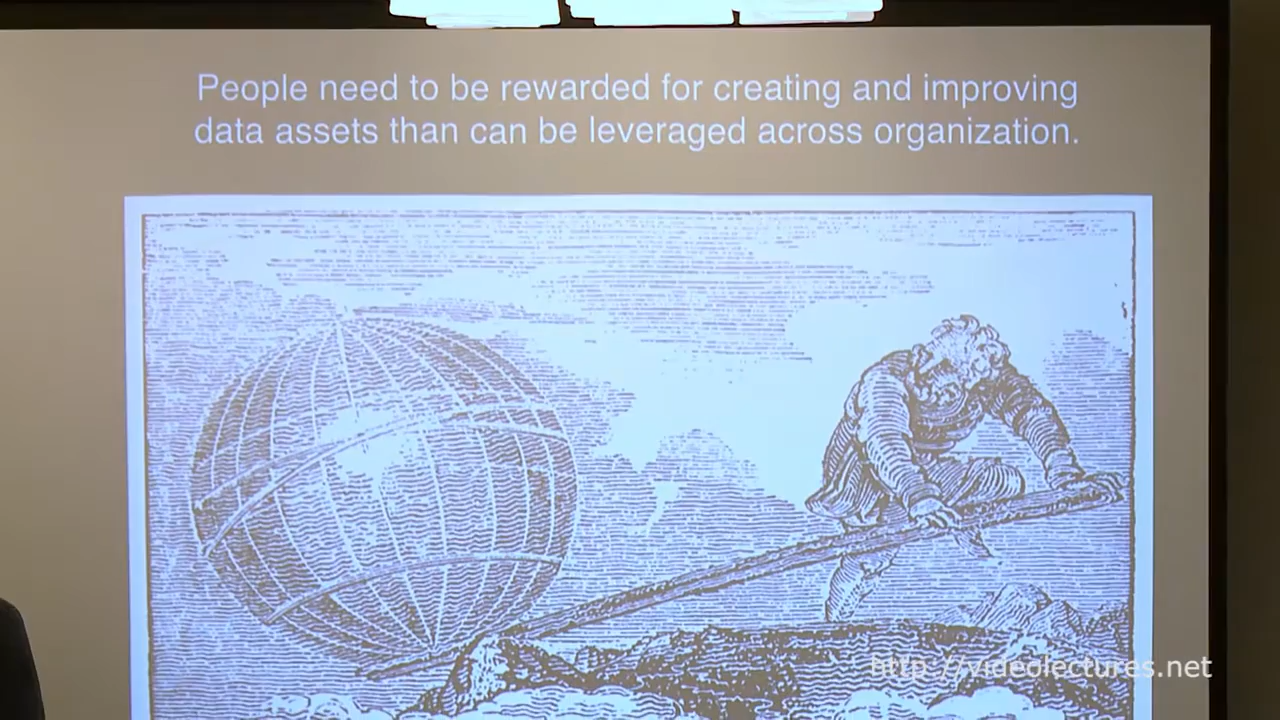 People need to be rewarded for creating and improving
data assets than can be leveraged across organization.
http://videolectures.net